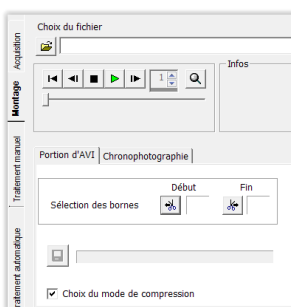 Choix du fichier
Acquisition
Montage
Traitement manuel
Traitement automatique
Infos
1
Portion d'AVI
Chronophotographie
Début
Fin
Sélection des bornes
Choix du mode de compression